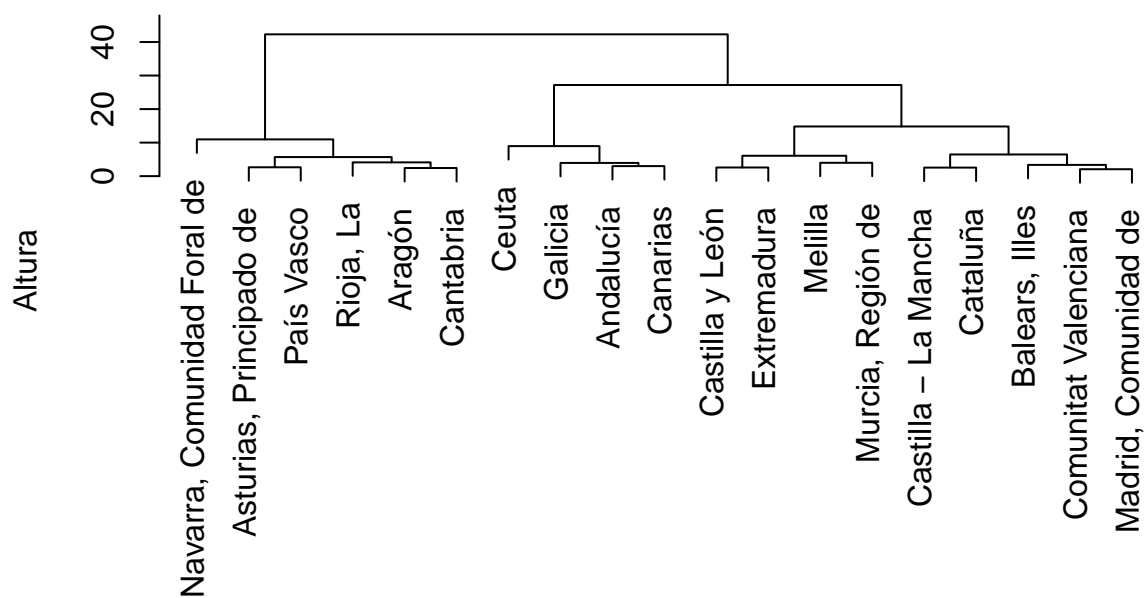 40
20
0
Altura
Navarra, Comunidad Foral de
Asturias, Principado de
País Vasco
Rioja, La
Aragón
Cantabria
Ceuta
Galicia
Andalucía
Canarias
Castilla y León
Extremadura
Melilla
Murcia, Región de
Castilla – La Mancha
Cataluña
Balears, Illes
Comunitat Valenciana
Madrid, Comunidad de